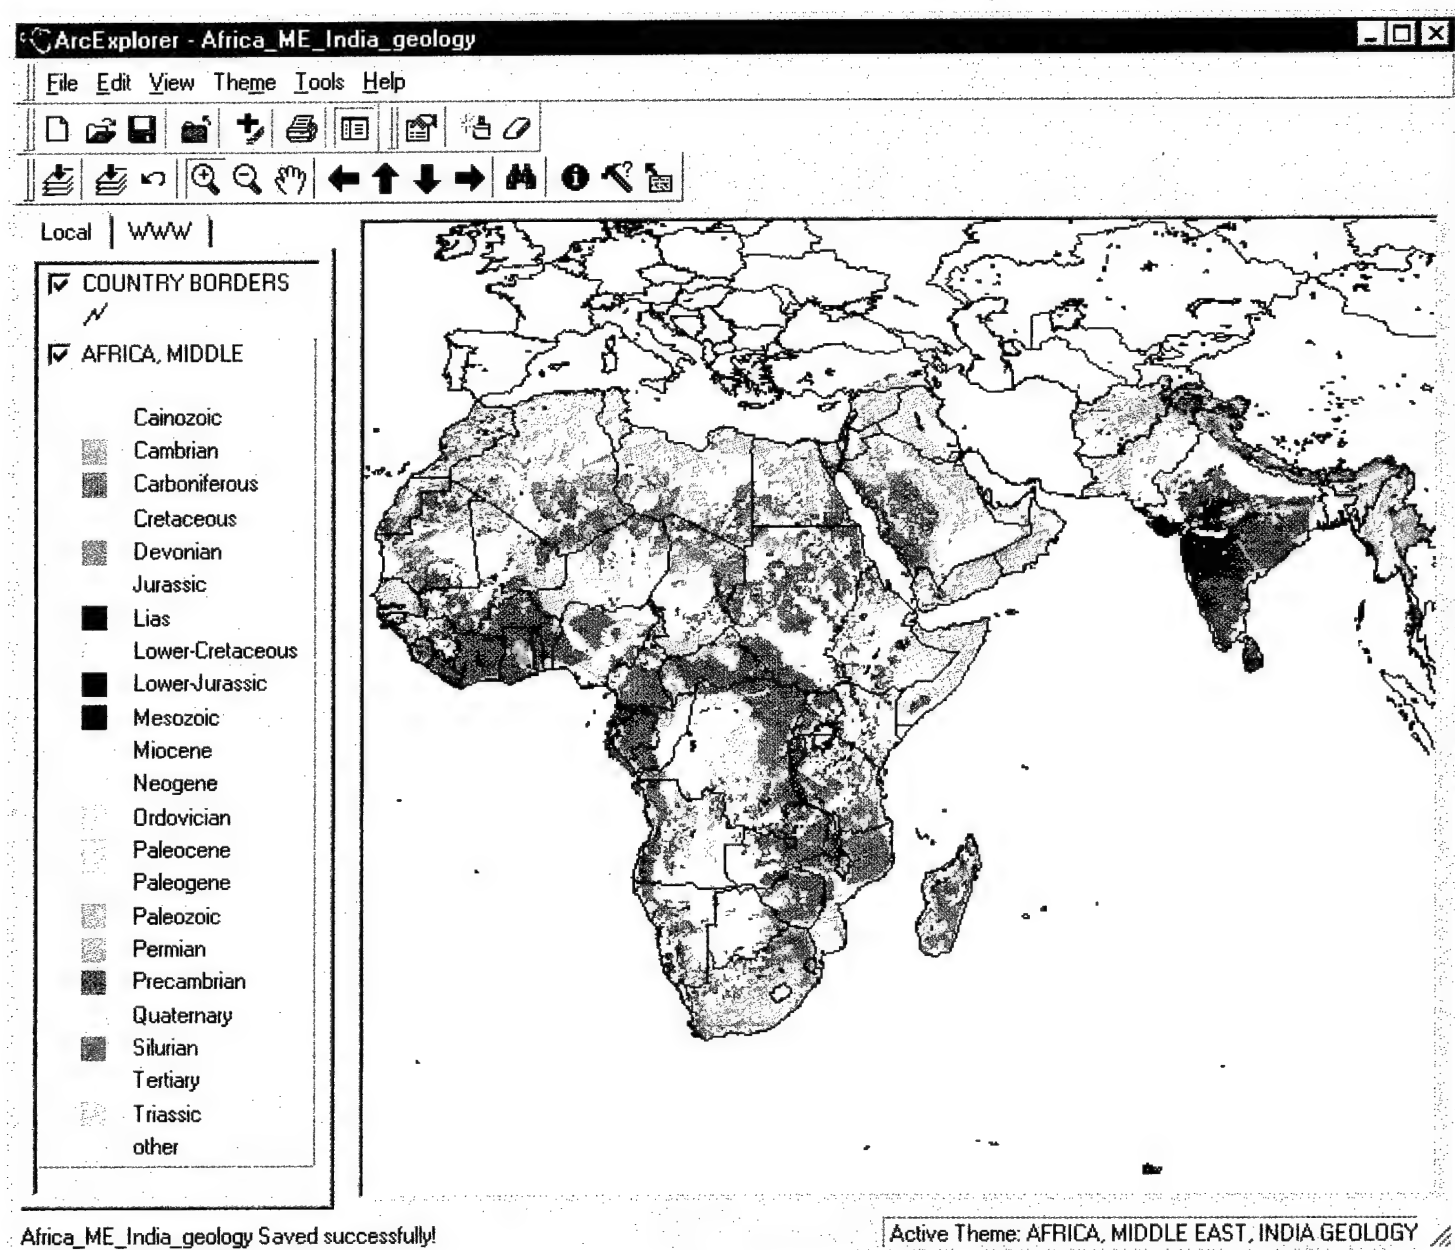 ArcExplorer - Africa_ME_India_geology
File Edit View Theme Tools Help
Local WWW
COUNTRY BORDERS
AFRICA, MIDDLE
Cainozoic
Cambrian
Carboniferous
Cretaceous
Devonian
Jurassic
Lias
Lower-Cretaceous
Lower-Jurassic
Mesozoic
Miocene
Neogene
Ordovician
Paleocene
Paleogene
Paleozoic
Permian
Precambrian
Quaternary
Silurian
Tertiary
Triassic
other
Africa_ME_India_geology Saved successfully!
Active Theme: AFRICA, MIDDLE EAST, INDIA GEOLOGY